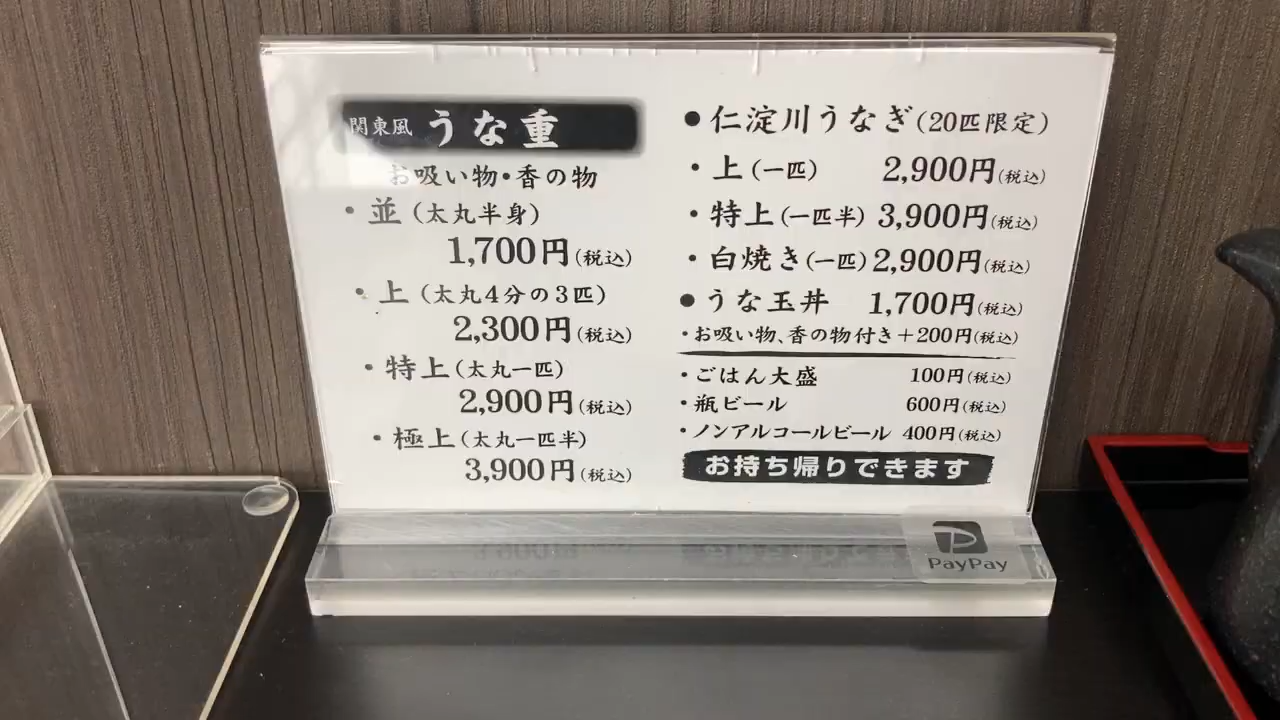 関東風 うな重
お吸い物・香の物
・並(太丸半身)
1,700円(税込)
・上(太丸4分の3匹)
2,300円(税込)
・特上(太丸一匹)
2,900円(税込)
・極上(太丸一匹半)
3,900円(税込)
●仁淀川うなぎ(20匹限定)
・上(一匹) 2,900円(税込)
・特上(一匹半) 3,900円(税込)
・白焼き(一匹) 2,900円(税込)
●うな玉丼 1,700円(税込)
・お吸い物、香の物付き+200円(税込)
・ごはん大盛 100円(税込)
・瓶ビール 600円(税込)
・ノンアルコールビール 400円(税込)
お持ち帰りできます
PayPay